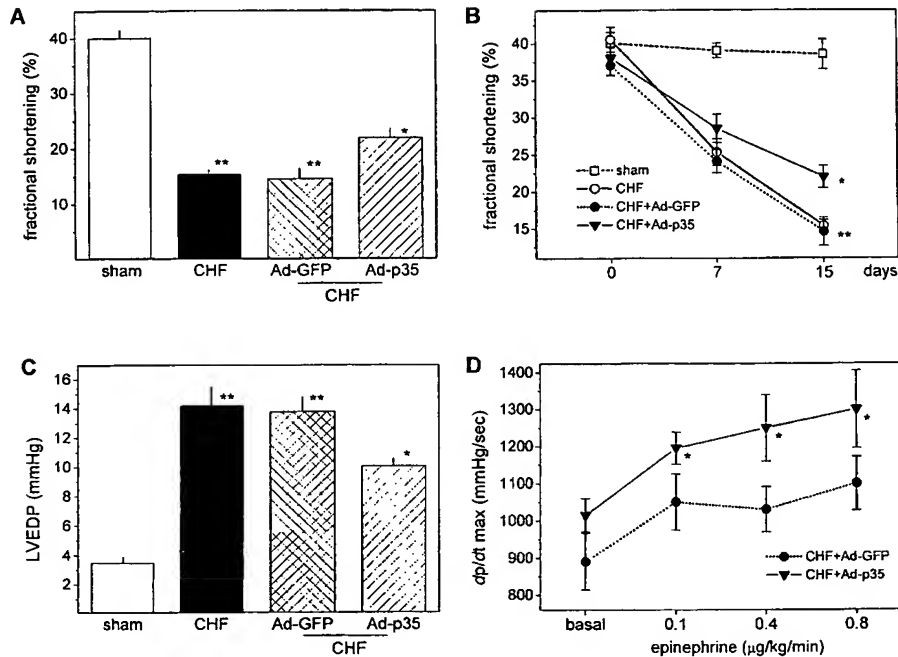 A
fractional shortening (%)
40
30
20
10
**
**
*
sham
CHF
Ad-GFP
Ad-p35
CHF
B
fractional shortening (%)
40
35
30
25
20
15
sham
CHF
CHF+Ad-GFP
CHF+Ad-p35
*
**
0
7
15
days
C
LVEDP (mmHg)
16
14
12
10
8
6
4
2
**
**
*
sham
CHF
Ad-GFP
Ad-p35
CHF
D
dp/dt max (mmHg/sec)
1400
1300
1200
1100
1000
900
800
*
*
*
CHF+Ad-GFP
CHF+Ad-p35
basal
0.1
0.4
0.8
epinephrine (µg/kg/min)